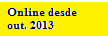 Online desde
out. 2013